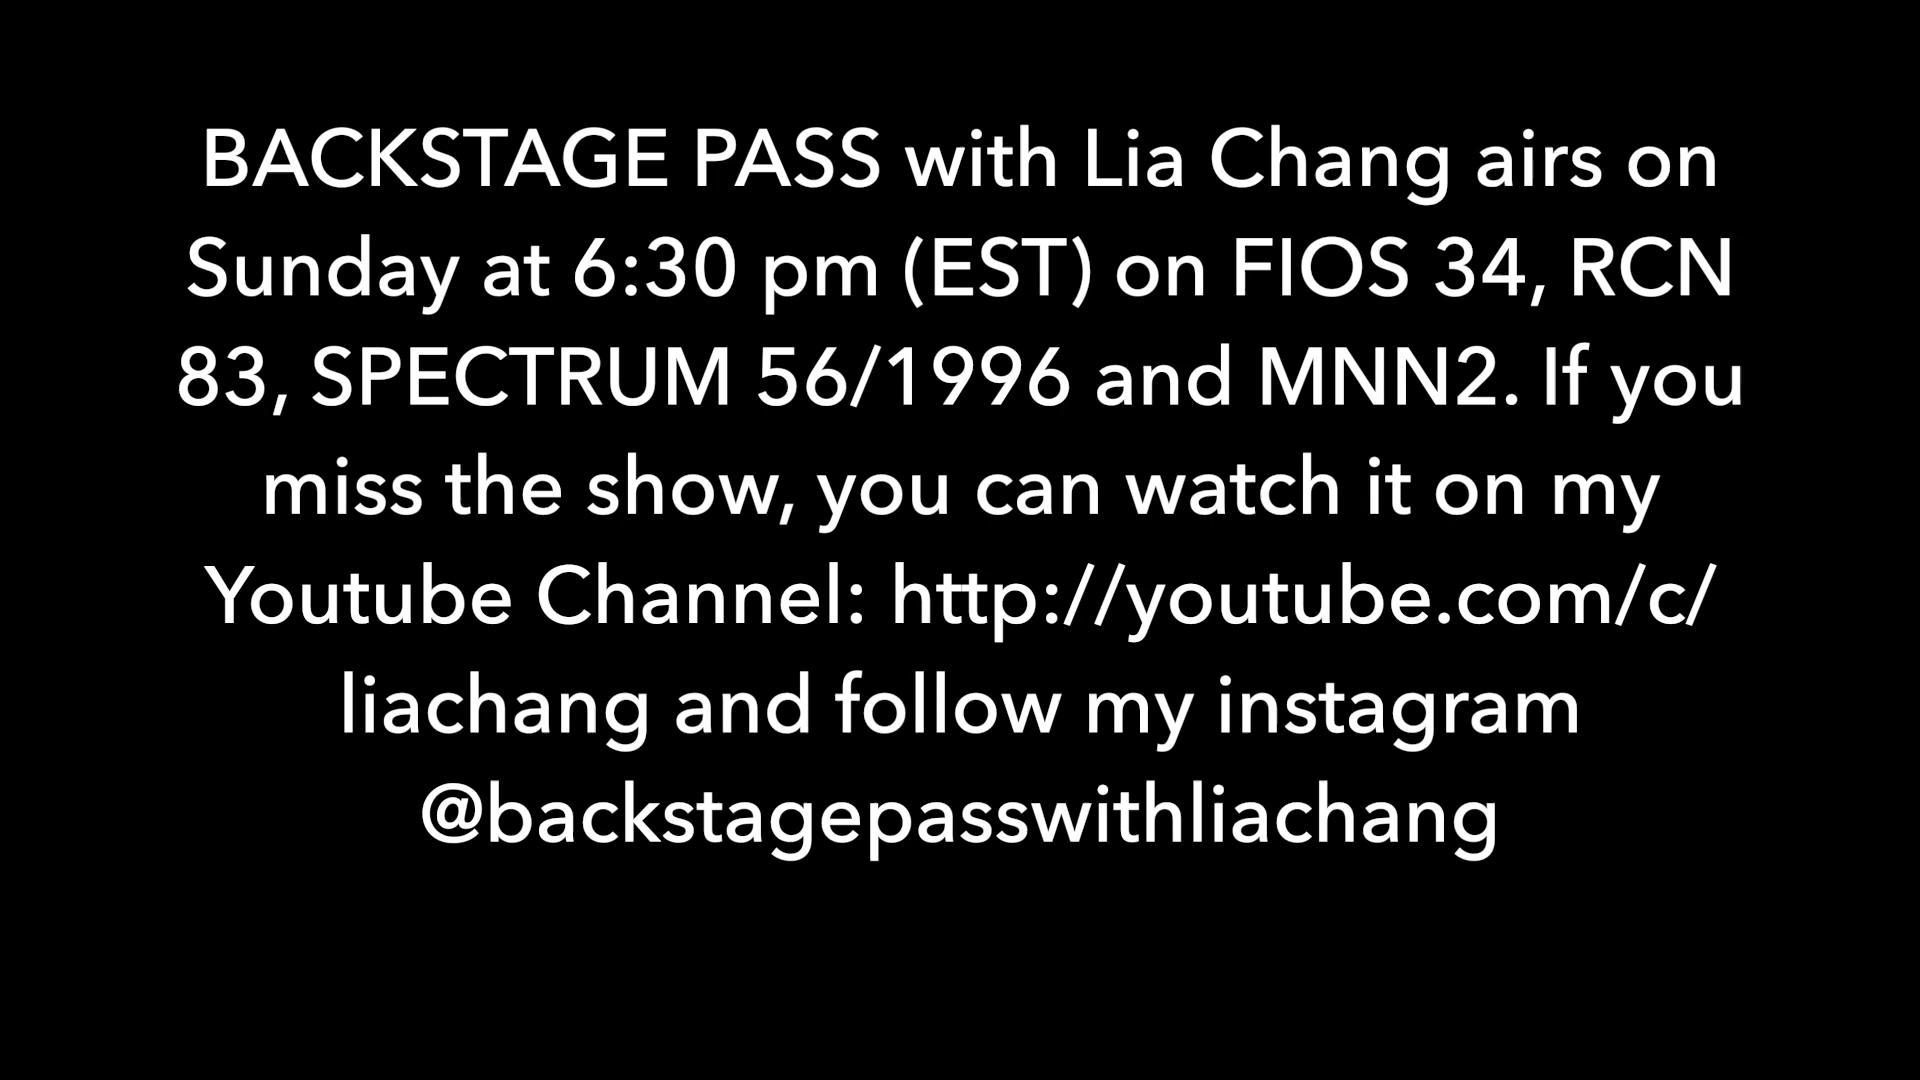 BACKSTAGE PASS with Lia Chang airs on
Sunday at 6:30 pm (EST) on FIOS 34, RCN
83, SPECTRUM 56/1996 and MNN2. If you
miss the show, you can watch it on my
Youtube Channel: http://youtube.com/c/
liachang and follow my instagram
@backstagepasswithliachang